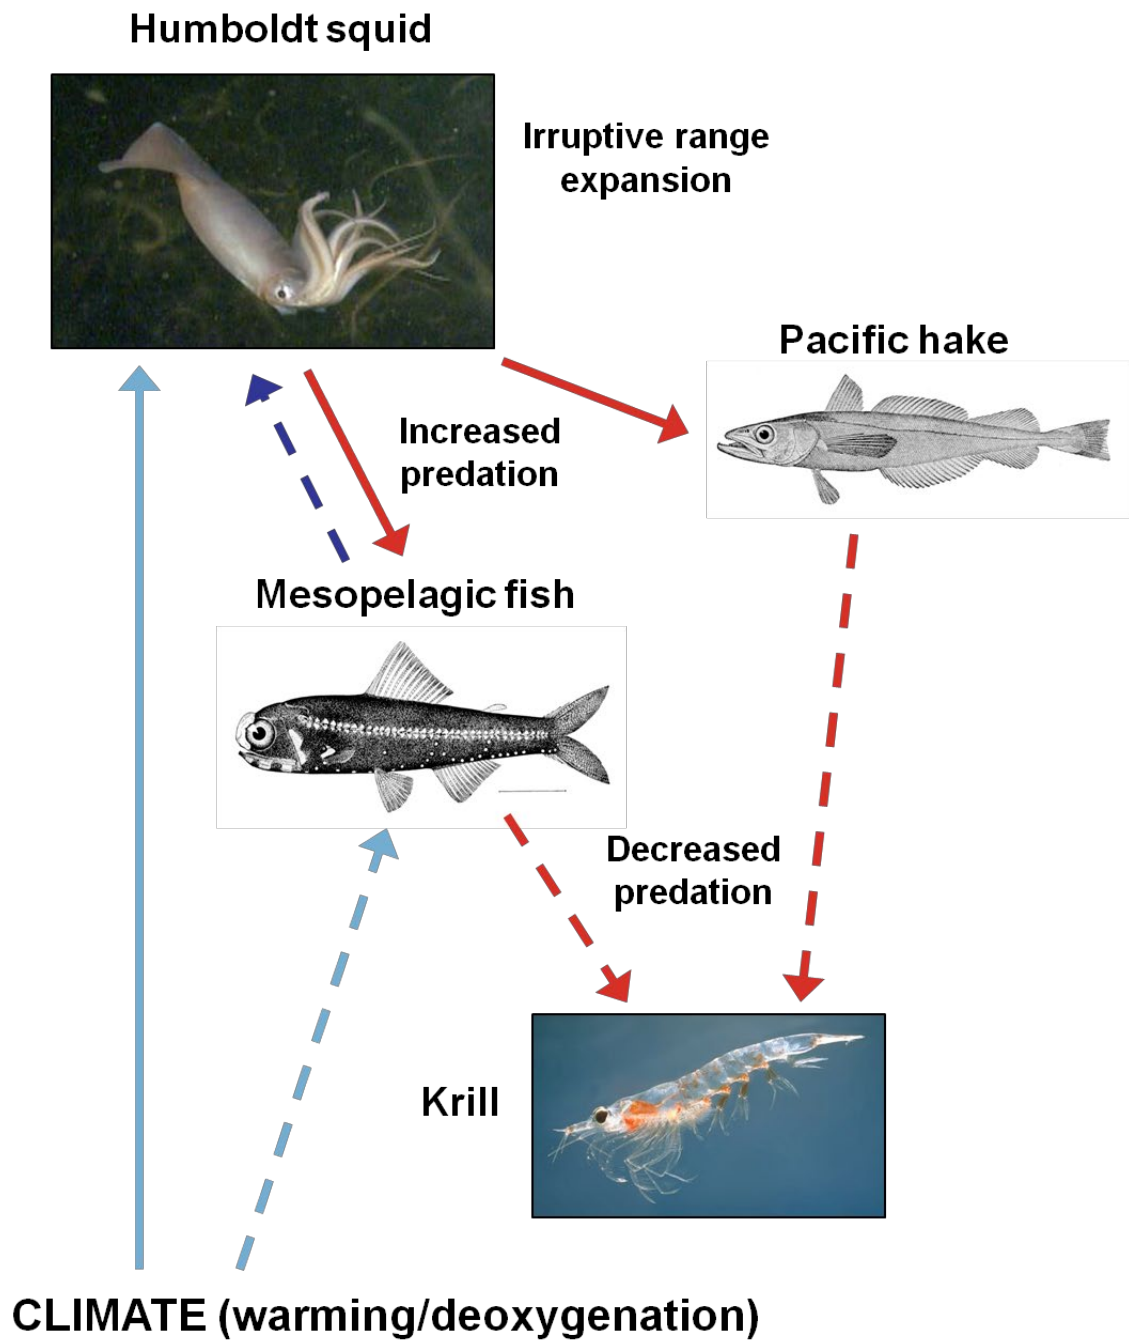 Humboldt squid
Irruptive range
expansion
Pacific hake
Increased
predation
Mesopelagic fish
Decreased
predation
Krill
CLIMATE (warming/deoxygenation)